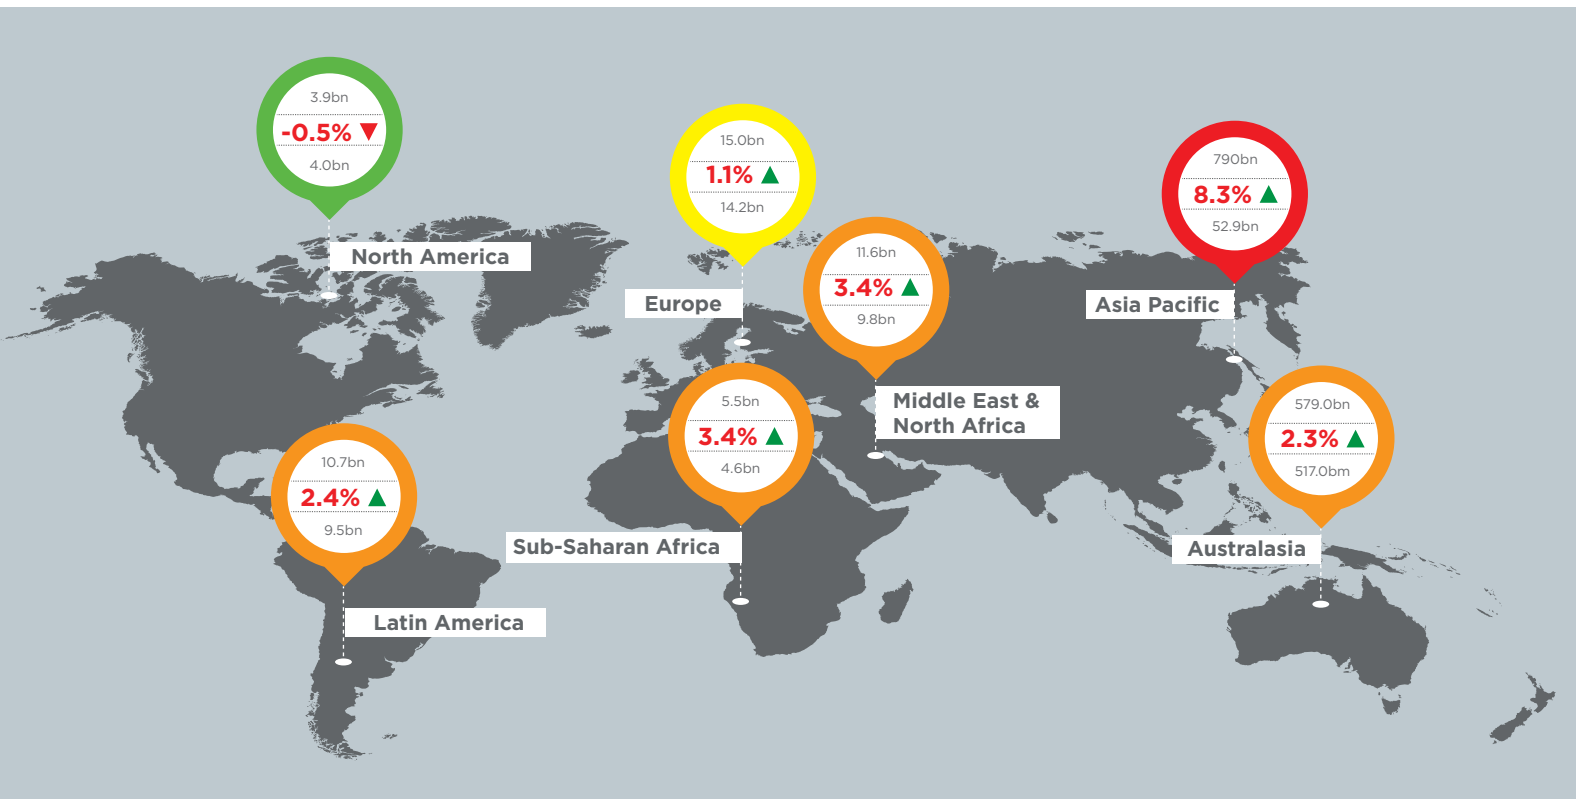 3.9bn
-0.5%
4.0bn
North America
15.0bn
1.1%
14.2bn
Europe
790bn
8.3%
52.9bn
Asia Pacific
11.6bn
3.4%
9.8bn
Middle East &
North Africa
5.5bn
3.4%
4.6bn
Sub-Saharan Africa
579.0bn
2.3%
517.0bm
Australasia
10.7bn
2.4%
9.5bn
Latin America